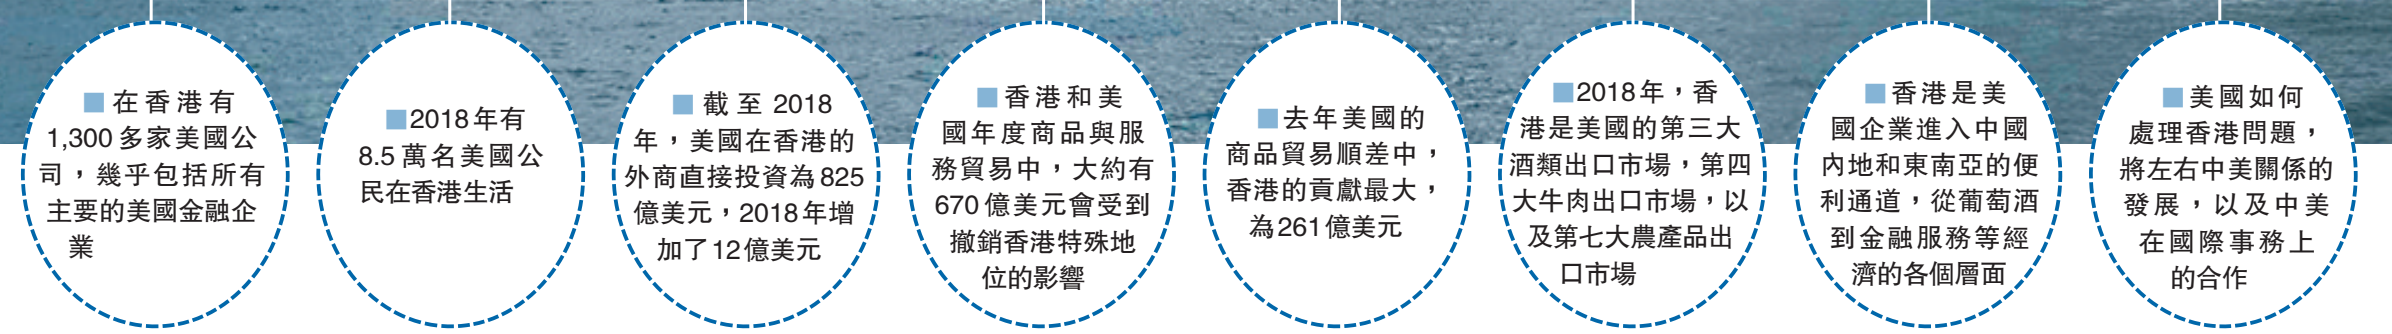 ■在香港有
1,300多家美國公
司，幾乎包括所有
主要的美國金融企
業
■2018年有
8.5萬名美國公
民在香港生活
■截至2018
年，美國在香港的
外商直接投資為825
億美元，2018年增
加了12億美元
■香港和美
國年度商品與服
務貿易中，大約有
670億美元會受到
撤銷香港特殊地
位的影響
■去年美國的
商品貿易順差中，
香港的貢獻最大，
為261億美元
■2018年，香
港是美國的第三大
酒類出口市場，第四
大牛肉出口市場，以
及第七大農產品出
口市場
■香港是美
國企業進入中國
內地和東南亞的便
利通道，從葡萄酒
到金融服務等經
濟的各個層面
■美國如何
處理香港問題，
將左右中美關係的
發展，以及中美
在國際事務上
的合作